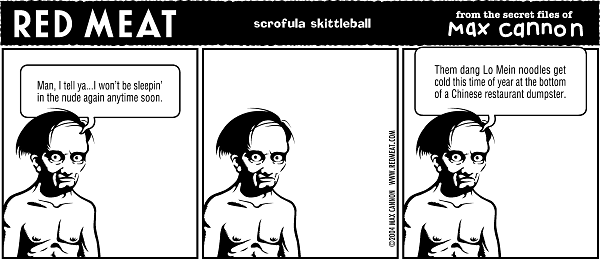 RED MEAT
scrofula skittleball
from the secret files of
Max cannon
Man, I tell ya...I won't be sleepin'
in the nude again anytime soon.
©2004 MAX CANNON WWW.REDMEAT.COM
Them dang Lo Mein noodles get
cold this time of year at the bottom
of a Chinese restaurant dumpster.